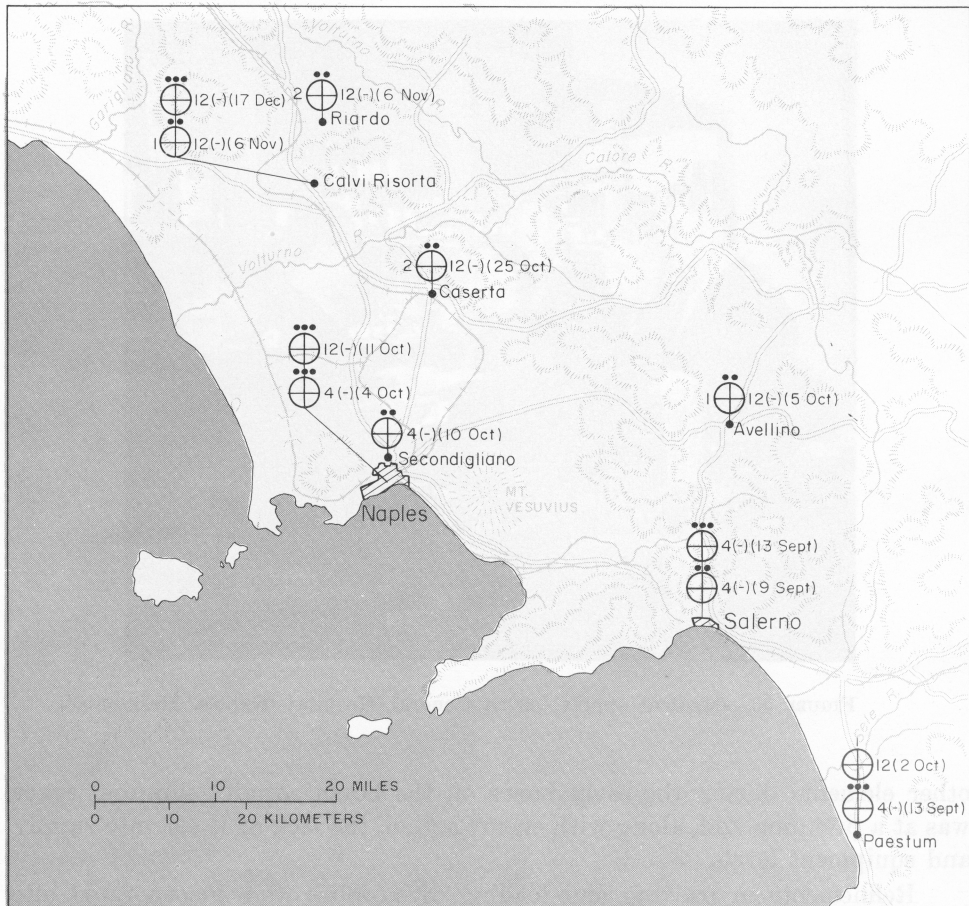 Garigliano R.
Volturno R.
12(-)(17 Dec)
2 12(-)(6 Nov)
Riardo
1 12(-)(6 Nov)
Calvi Risorta
Calore R.
Volturno R.
2 12(-)(25 Oct)
Caserta
12(-)(11 Oct)
4(-)(4 Oct)
1 12(-)(5 Oct)
Avellino
4(-)(10 Oct)
Secondigliano
Naples
MT.
VESUVIUS
4(-)(13 Sept)
4(-)(9 Sept)
Salerno
Sele R.
12(2 Oct)
4(-)(13 Sept)
Paestum
0 10 20 MILES
0 10 20 KILOMETERS